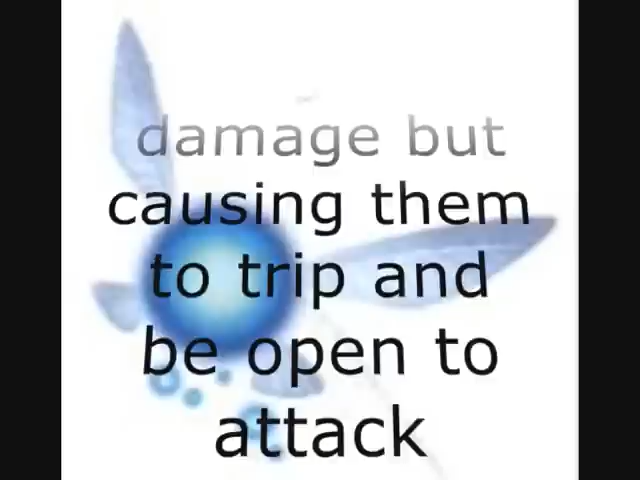 damage but
causing them
to trip and
be open to
attack